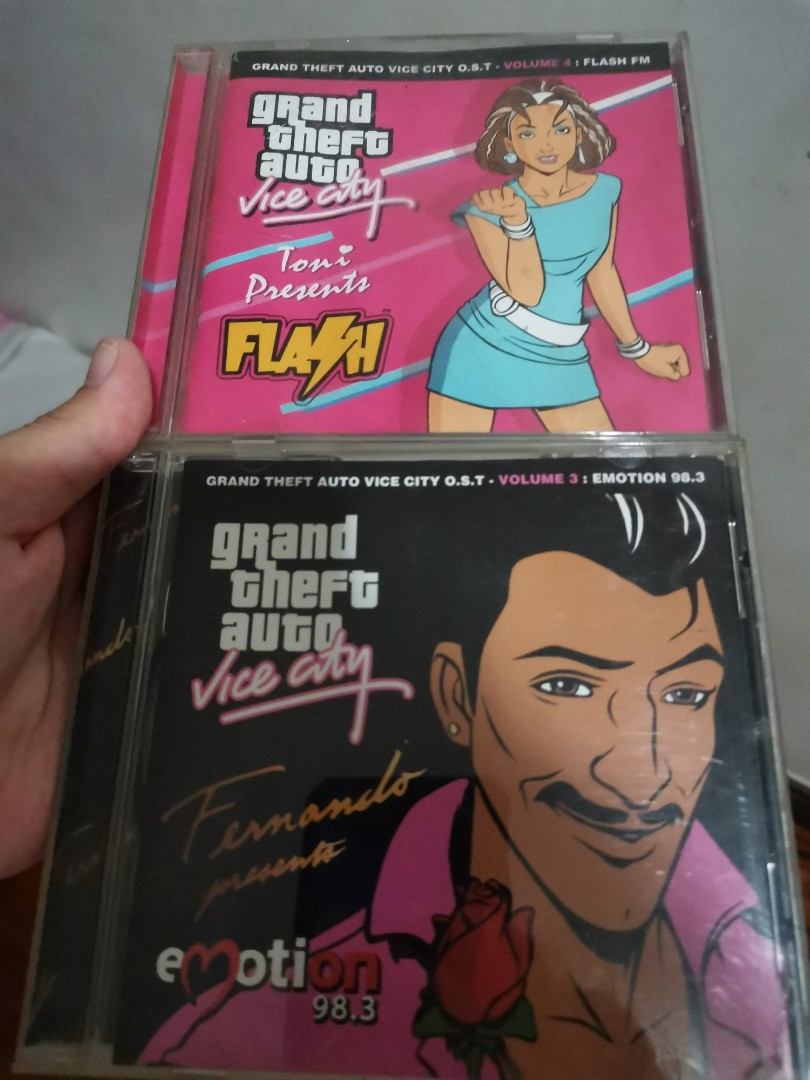 GRAND THEFT AUTO VICE CITY O.S.T - VOLUME 4 : FLASH FM
grand
theft
auto
Vice City
Toni
Presents
FLASH
TM
GRAND THEFT AUTO VICE CITY O.S.T - VOLUME 3 : EMOTION 98.3
grand
theft
auto
Vice City
Fernando
presents
emotion
98.3